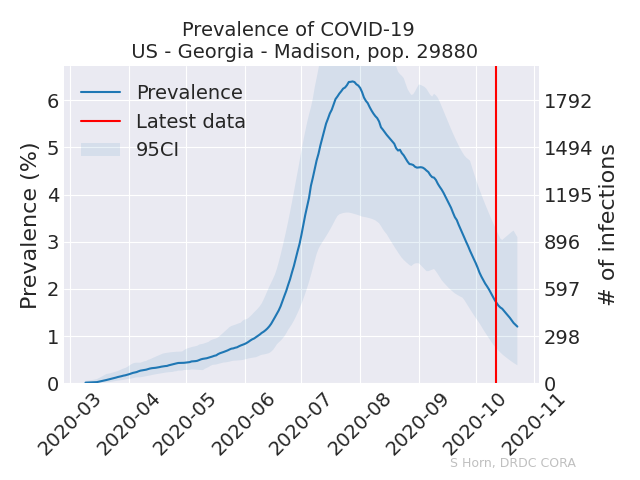 Prevalence of COVID-19
US - Georgia - Madison, pop. 29880
Prevalence
Latest data
95CI
Prevalence (%)
6
5
4
3
2
1
0
1792
1494
1195
896
597
298
0
# of infections
2020-03
2020-04
2020-05
2020-06
2020-07
2020-08
2020-09
2020-10
2020-11
S Horn, DRDC CORA